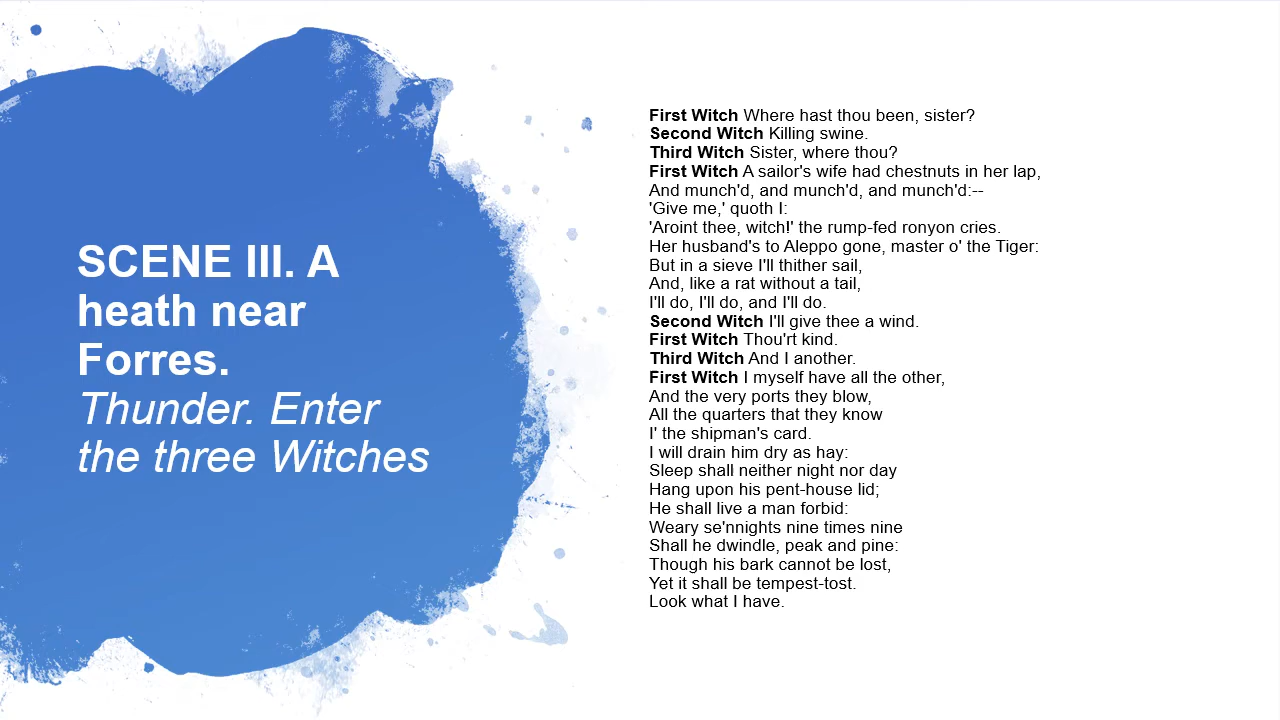 SCENE III. A
heath near
Forres.
Thunder. Enter
the three Witches
First Witch Where hast thou been, sister?
Second Witch Killing swine.
Third Witch Sister, where thou?
First Witch A sailor's wife had chestnuts in her lap,
And munch'd, and munch'd, and munch'd:--
'Give me,' quoth I:
'Aroint thee, witch!' the rump-fed ronyon cries.
Her husband's to Aleppo gone, master o' the Tiger:
But in a sieve I'll thither sail,
And, like a rat without a tail,
I'll do, I'll do, and I'll do.
Second Witch I'll give thee a wind.
First Witch Thou'rt kind.
Third Witch And I another.
First Witch I myself have all the other,
And the very ports they blow,
All the quarters that they know
I' the shipman's card.
I will drain him dry as hay:
Sleep shall neither night nor day
Hang upon his pent-house lid;
He shall live a man forbid:
Weary se'nnights nine times nine
Shall he dwindle, peak and pine:
Though his bark cannot be lost,
Yet it shall be tempest-tost.
Look what I have.